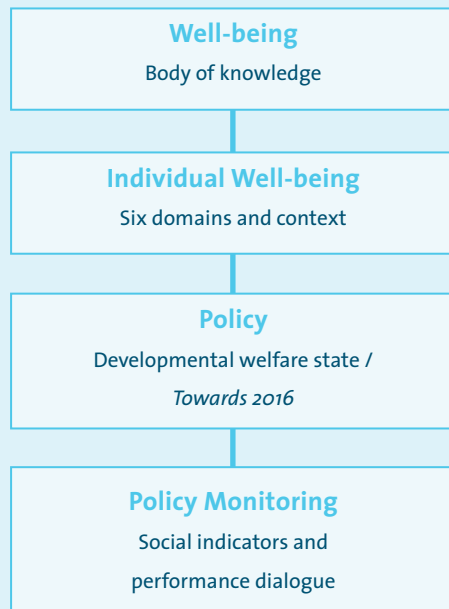 Well-being
Body of knowledge
Individual Well-being
Six domains and context
Policy
Developmental welfare state /
Towards 2016
Policy Monitoring
Social indicators and
performance dialogue